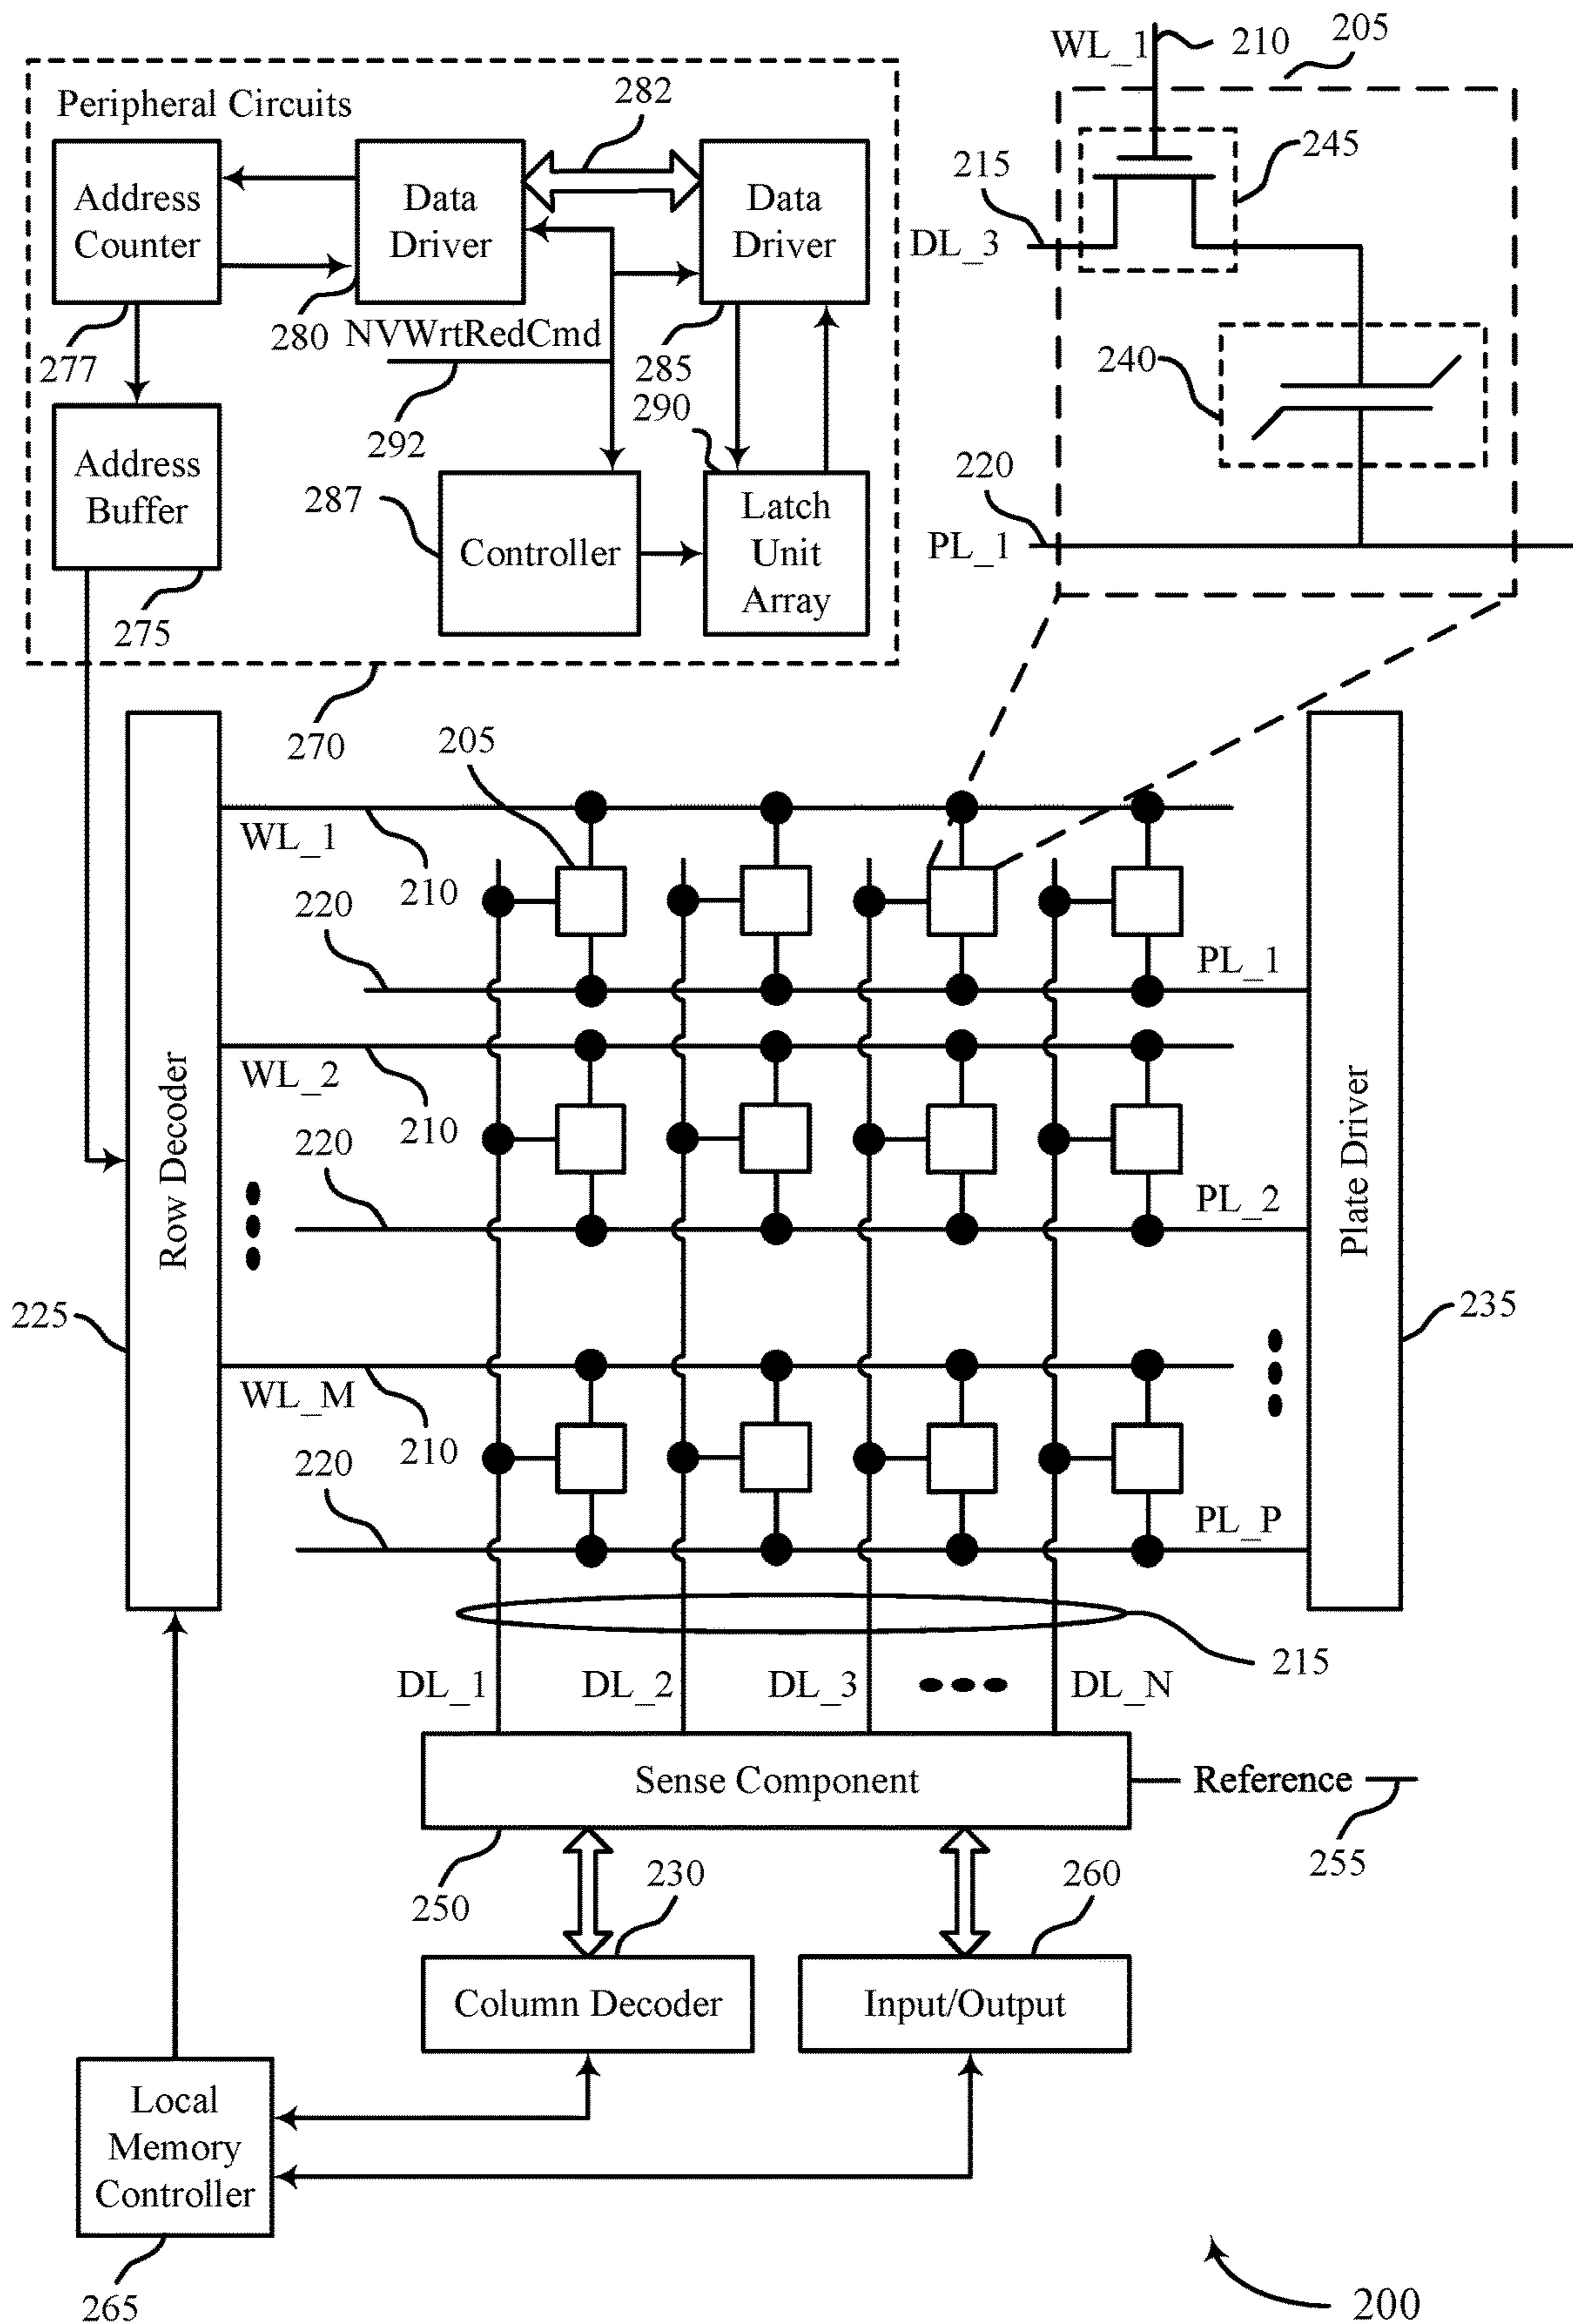 WL_1
210
205
Peripheral Circuits
282
245
Address
Counter
Data
Driver
Data
Driver
215
DL_3
277
280
NVWrtRedCmd
285
290
240
292
Address
Buffer
287
Controller
Latch
Unit
Array
220
PL_1
275
270
205
WL_1
210
220
PL_1
WL_2
210
220
PL_2
Row Decoder
Plate Driver
225
235
WL_M
210
220
PL_P
215
DL_1
DL_2
DL_3
DL_N
Sense Component
Reference
255
250
230
260
Column Decoder
Input/Output
Local
Memory
Controller
265
200